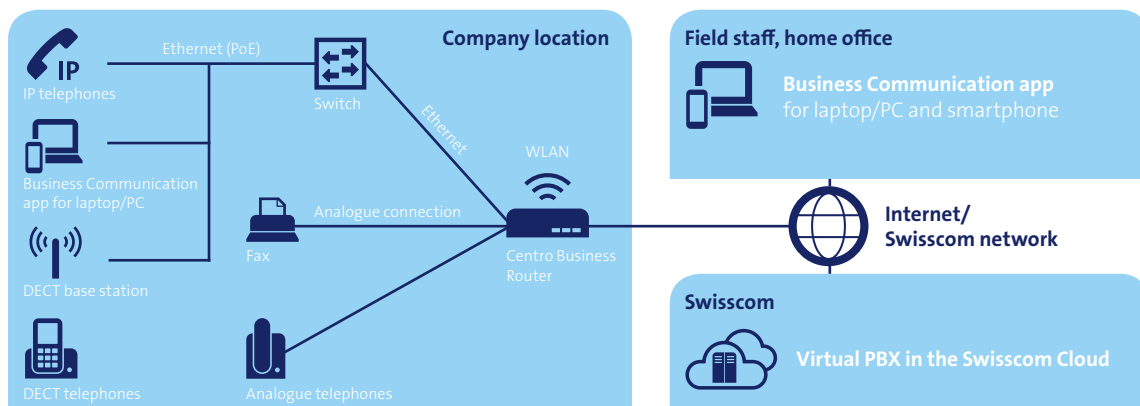 Company location
Ethernet (PoE)
IP
IP telephones
Switch
Ethernet
Business Communication
app for laptop/PC
WLAN
Analogue connection
Fax
Centro Business
Router
DECT base station
DECT telephones
Analogue telephones
Field staff, home office
Business Communication app
for laptop/PC and smartphone
Internet/
Swisscom network
Swisscom
Virtual PBX in the Swisscom Cloud